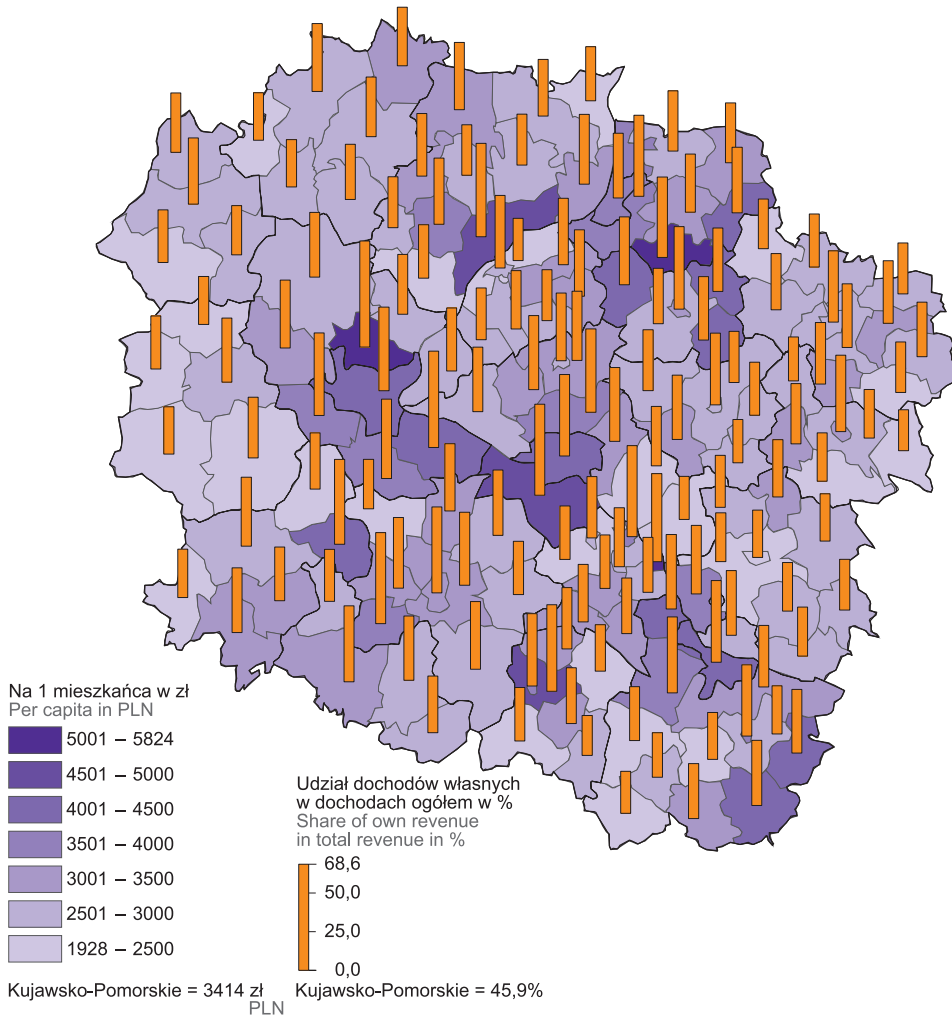 Na 1 mieszkańca w zł
Per capita in PLN
5001 – 5824
4501 – 5000
4001 – 4500
3501 – 4000
3001 – 3500
2501 – 3000
1928 – 2500
Kujawsko-Pomorskie = 3414 zł
PLN
Udział dochodów własnych
w dochodach ogółem w %
Share of own revenue
in total revenue in %
68,6
50,0
25,0
0,0
Kujawsko-Pomorskie = 45,9%